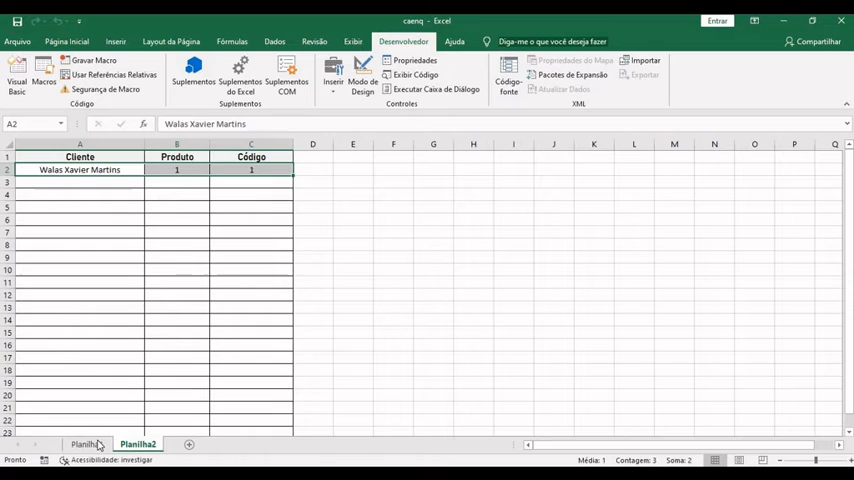 caenq - Excel
Entrar
Arquivo Página Inicial Inserir Layout da Página Fórmulas Dados Revisão Exibir Desenvolvedor Ajuda Diga-me o que você deseja fazer Compartilhar
Visual Basic
Macros
Gravar Macro
Usar Referências Relativas
Segurança de Macro
Código
Suplementos
Suplementos do Excel
Suplementos COM
Suplementos
Inserir
Modo de Design
Propriedades
Exibir Código
Executar Caixa de Diálogo
Controles
Código-fonte
Propriedades do Mapa
Pacotes de Expansão
Atualizar Dados
Importar
Exportar
XML
A2 fx Walas Xavier Martins
A B C D E F G H I J K L M N O P Q
1 Cliente Produto Código
2 Walas Xavier Martins 1 1
3
4
5
6
7
8
9
10
11
12
13
14
15
16
17
18
19
20
21
22
23
Planilha2
Pronto Acessibilidade: investigar Média: 1 Contagem: 3 Soma: 2